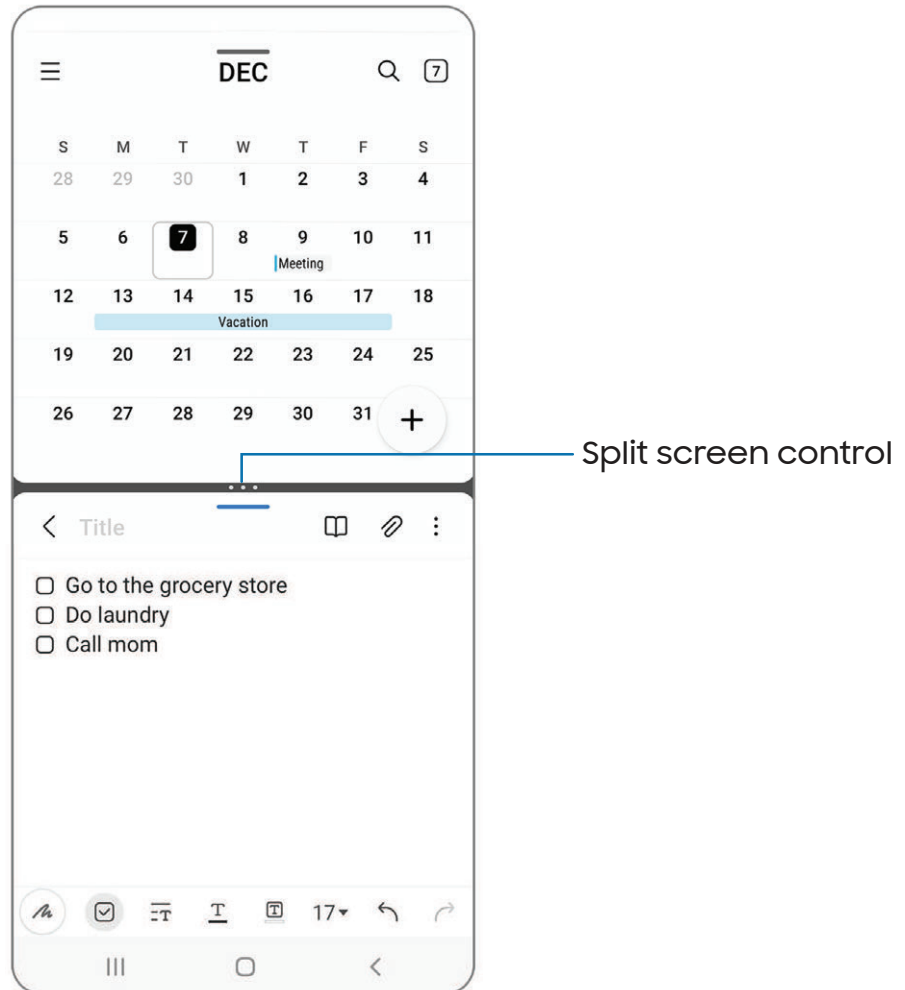 DEC
7
S M T W T F S
28 29 30 1 2 3 4
5 6 7 8 9 10 11
Meeting
12 13 14 15 16 17 18
Vacation
19 20 21 22 23 24 25
26 27 28 29 30 31 +
Split screen control
Title
Go to the grocery store
Do laundry
Call mom
T T T 17